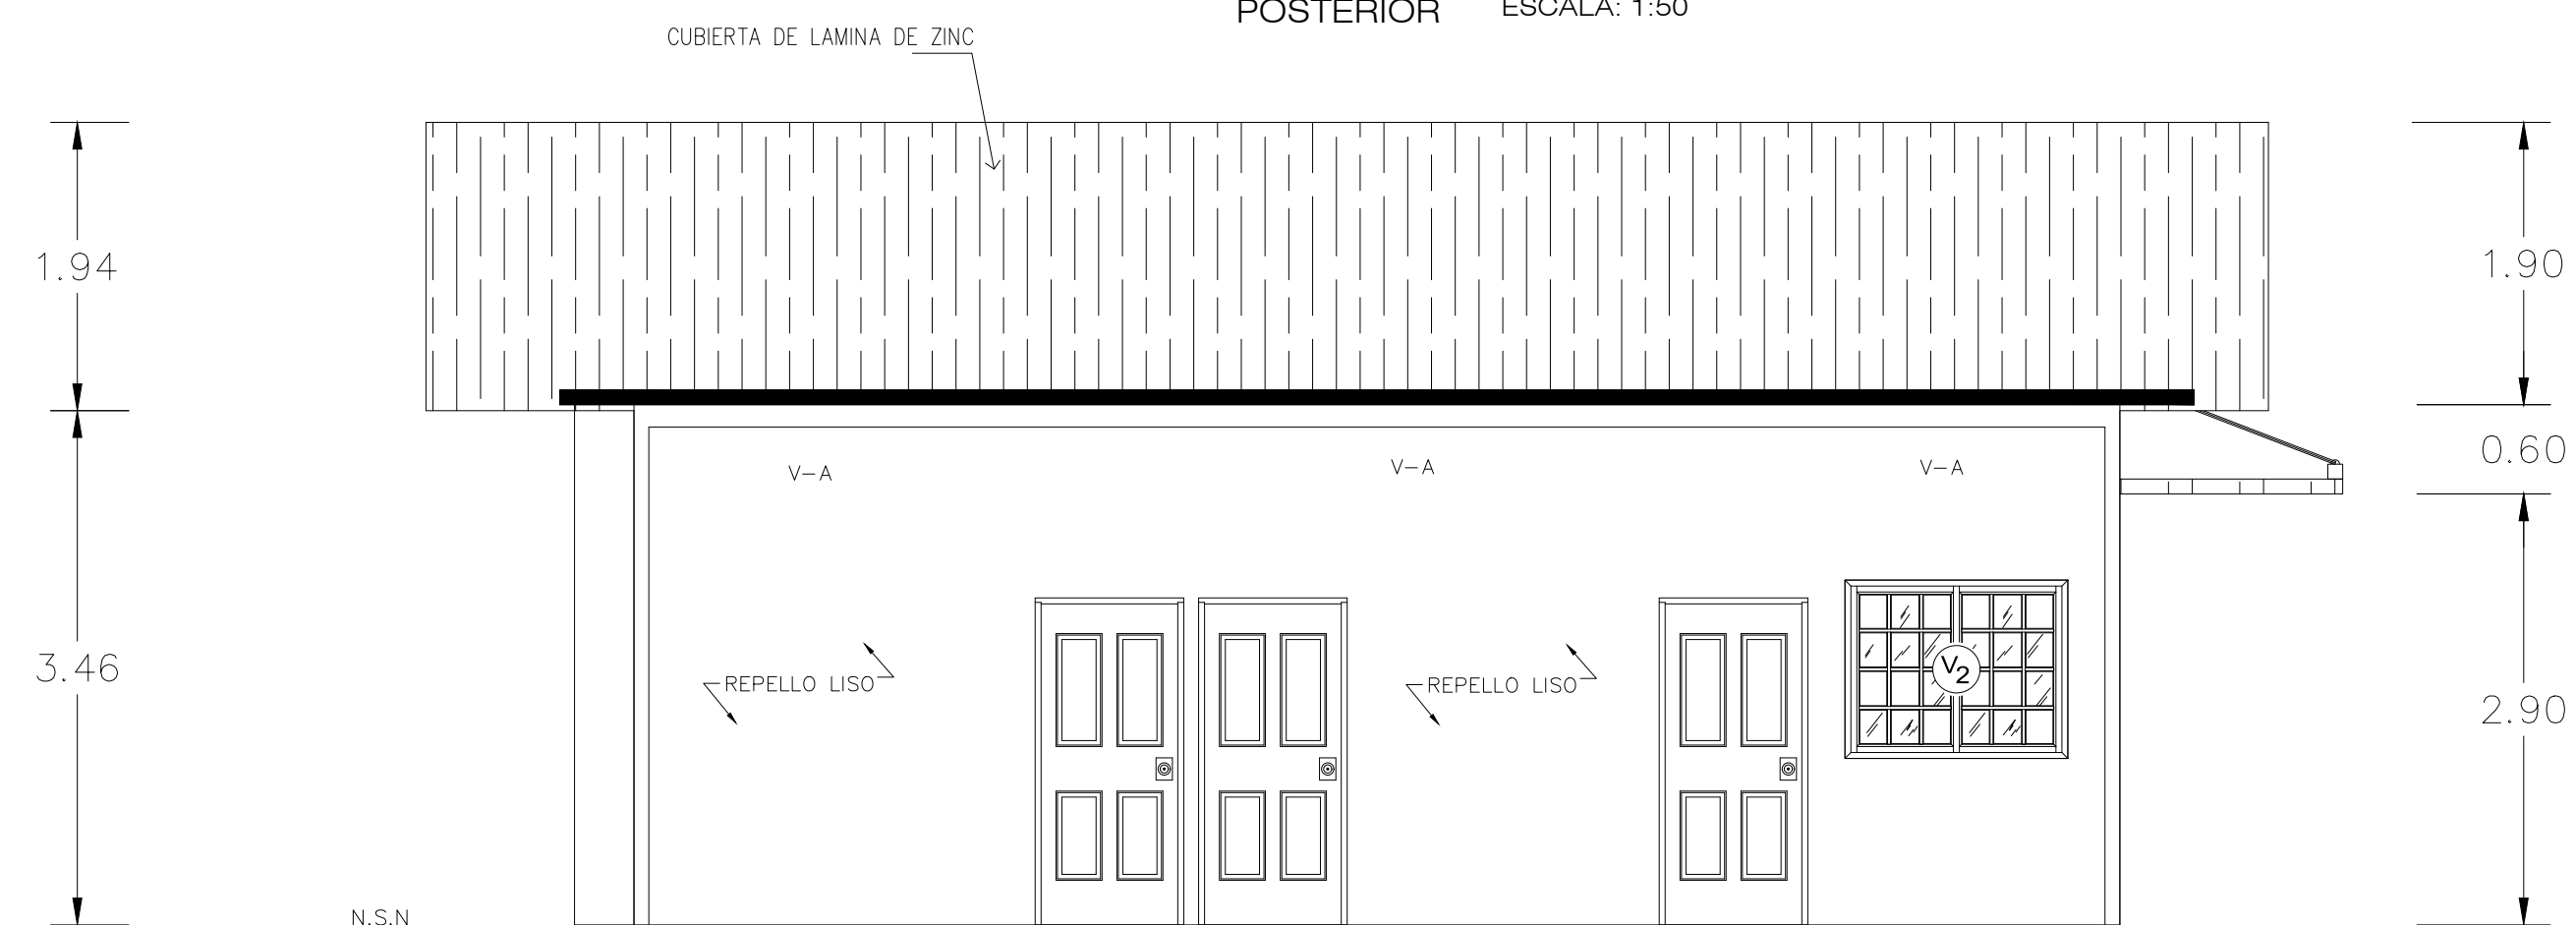 POSTERIOR ESCALA: 1:50
CUBIERTA DE LAMINA DE ZINC
1.94
1.90
0.60
V-A
V-A
V-A
3.46
REPELLO LISO
REPELLO LISO
V2
2.90
N.S.N